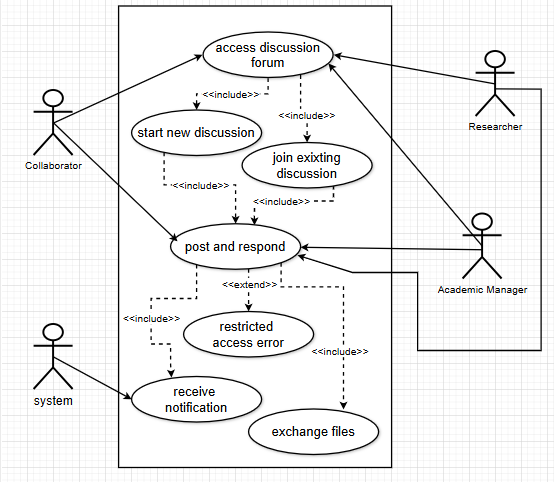 access discussion
forum
<<include>>
<<include>>
start new discussion
join exixting
discussion
Collaborator
Researcher
<<include>>
<<include>>
post and respond
Academic Manager
<<extend>>
<<include>>
restricted
access error
<<include>>
system
receive
notification
exchange files